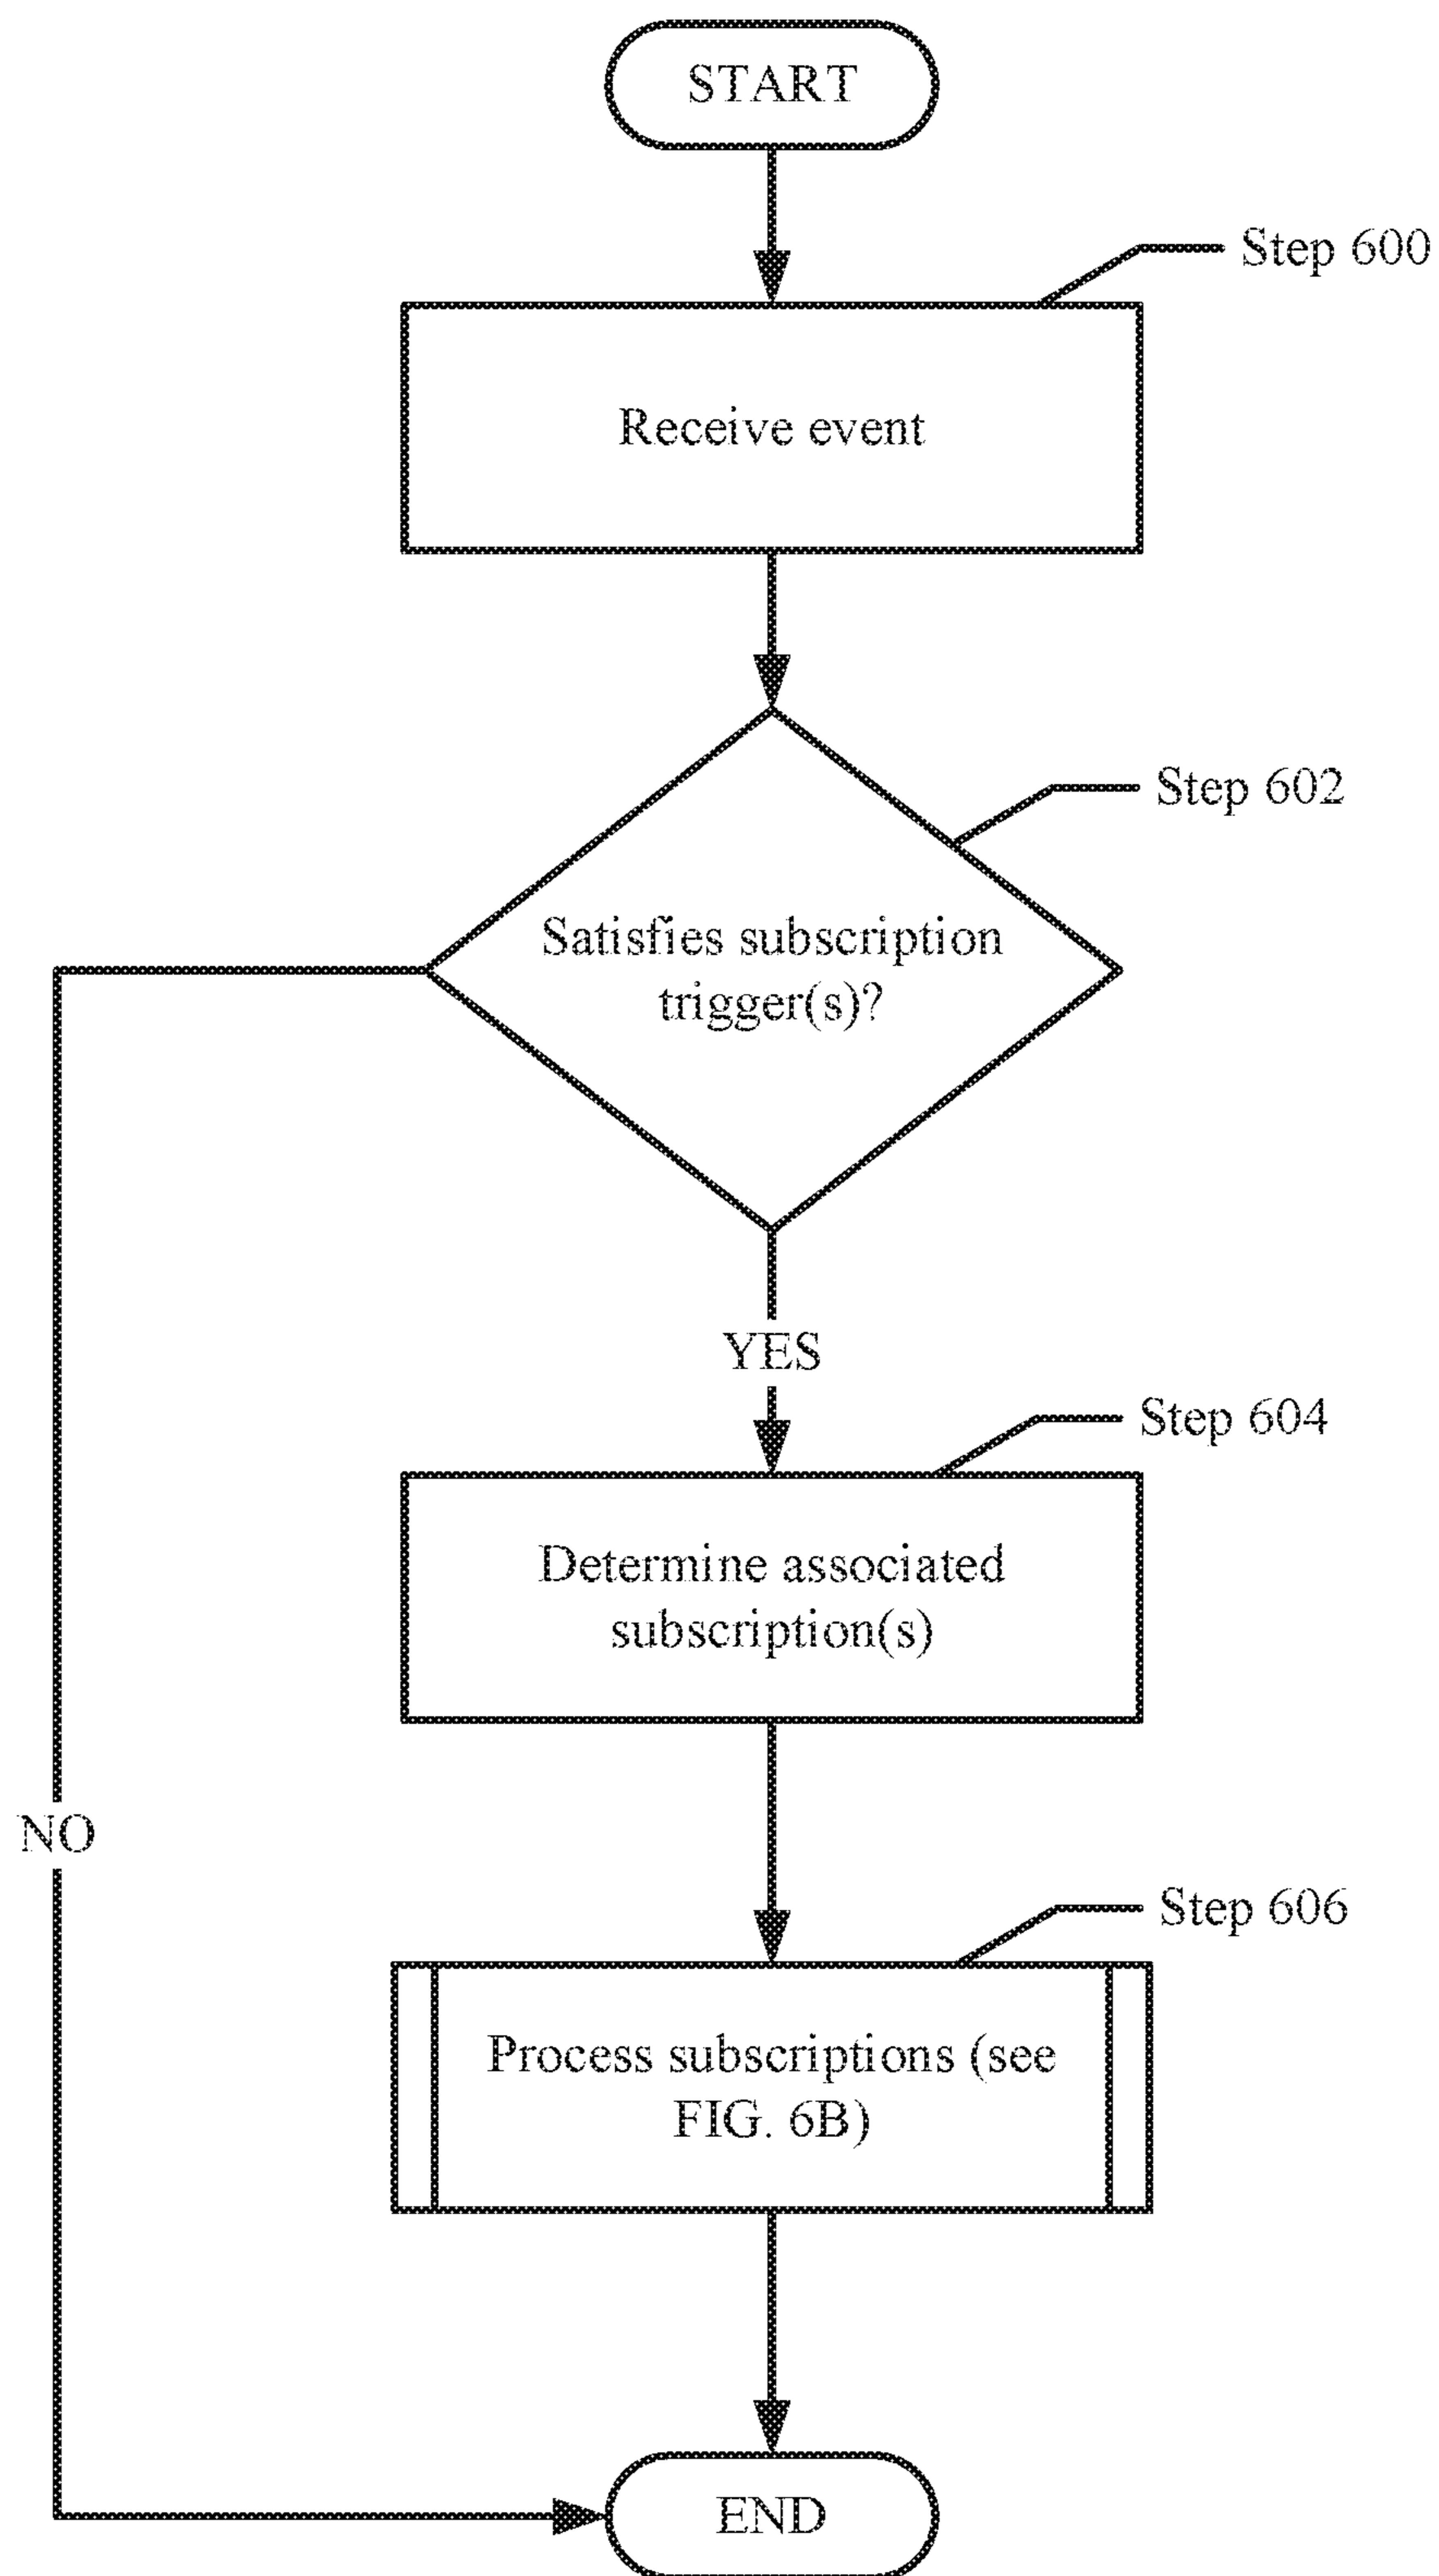 START
Step 600
Receive event
Step 602
Satisfies subscription
trigger(s)?
YES
Step 604
Determine associated
subscription(s)
NO
Step 606
Process subscriptions (see
FIG. 6B)
END